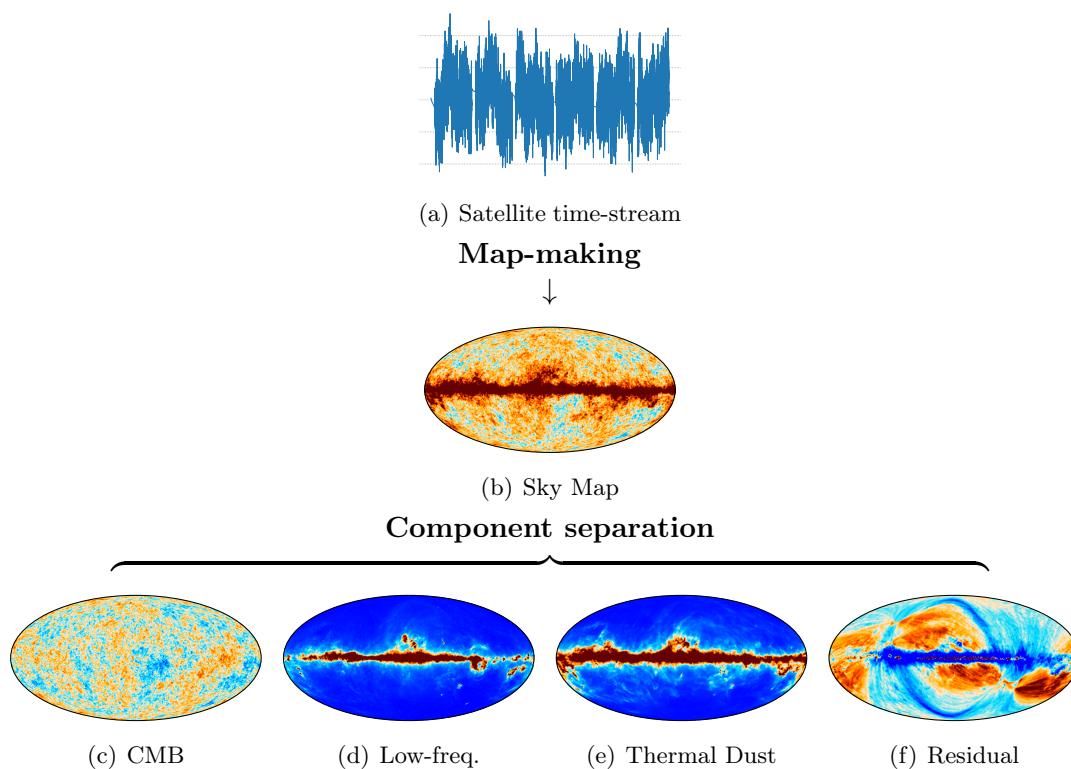 (a) Satellite time-stream
Map-making
↓
(b) Sky Map
Component separation
(c) CMB
(d) Low-freq.
(e) Thermal Dust
(f) Residual